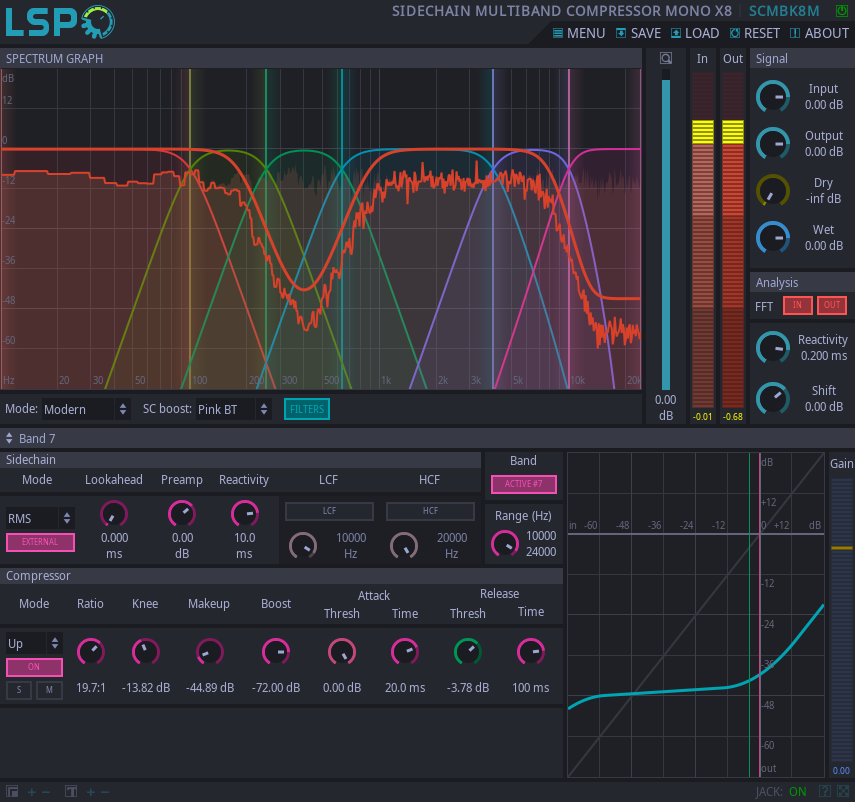 LSP
SIDECHAIN MULTIBAND COMPRESSOR MONO X8 SCMBK8M
MENU SAVE LOAD RESET ABOUT
SPECTRUM GRAPH
In Out Signal
dB
12
0
-12
-24
-36
-48
-60
Hz 20 30 50 100 200 300 500 1k 2k 3k 5k 10k 20k
Input
0.00 dB
Output
0.00 dB
Dry
-inf dB
Wet
0.00 dB
Analysis
FFT IN OUT
Reactivity
0.200 ms
Shift
0.00 dB
0.00
dB
-0.01 -0.68
Mode: Modern SC boost: Pink BT FILTERS
Band 7
Sidechain
Mode Lookahead Preamp Reactivity LCF HCF
RMS
EXTERNAL
0.000
ms
0.00
dB
10.0
ms
LCF
10000
Hz
HCF
20000
Hz
Band
ACTIVE #7
Range (Hz)
10000
24000
Compressor
Mode Ratio Knee Makeup Boost Attack Release
Thresh Time Thresh Time
Up
ON
S M
19.7:1 -13.82 dB -44.89 dB -72.00 dB 0.00 dB 20.0 ms -3.78 dB 100 ms
dB
+12
in -60 -48 -36 -24 -12 0 +12 dB
-12
-24
-36
-48
-60
out
Gain
0.00
JACK: ON ?